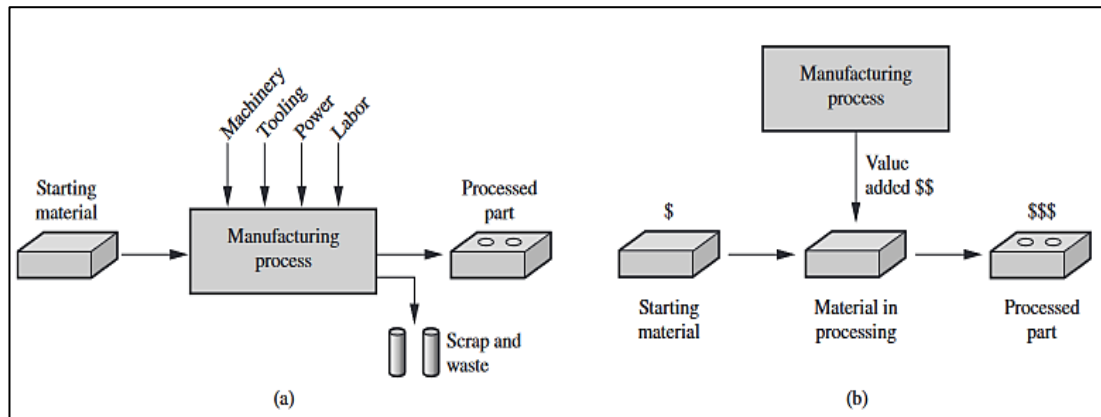 Machinery
Tooling
Power
Labor
Starting
material
Manufacturing
process
Processed
part
Scrap and
waste
(a)
Manufacturing
process
Value
added $$
$
$$$
Starting
material
Material in
processing
Processed
part
(b)